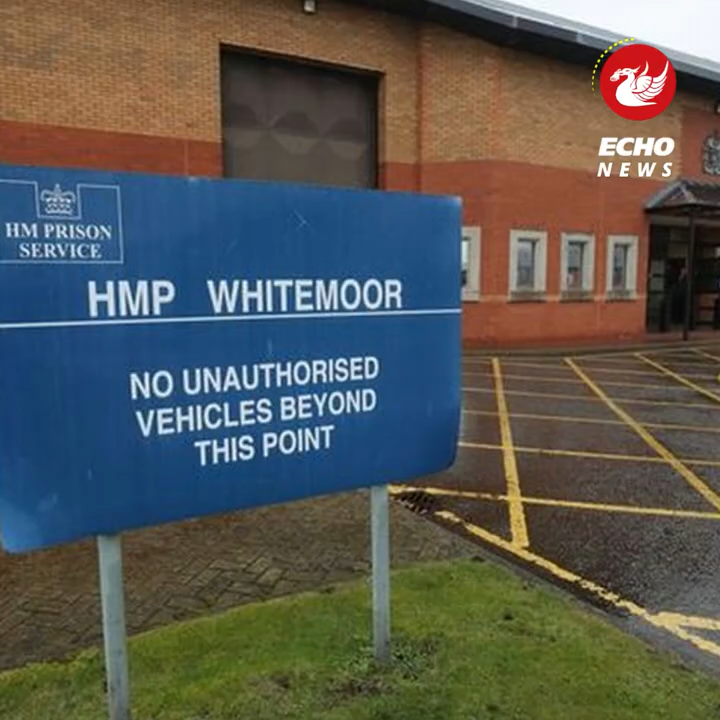 ECHO
NEWS
HM PRISON
SERVICE
HMP WHITEMOOR
NO UNAUTHORISED
VEHICLES BEYOND
THIS POINT